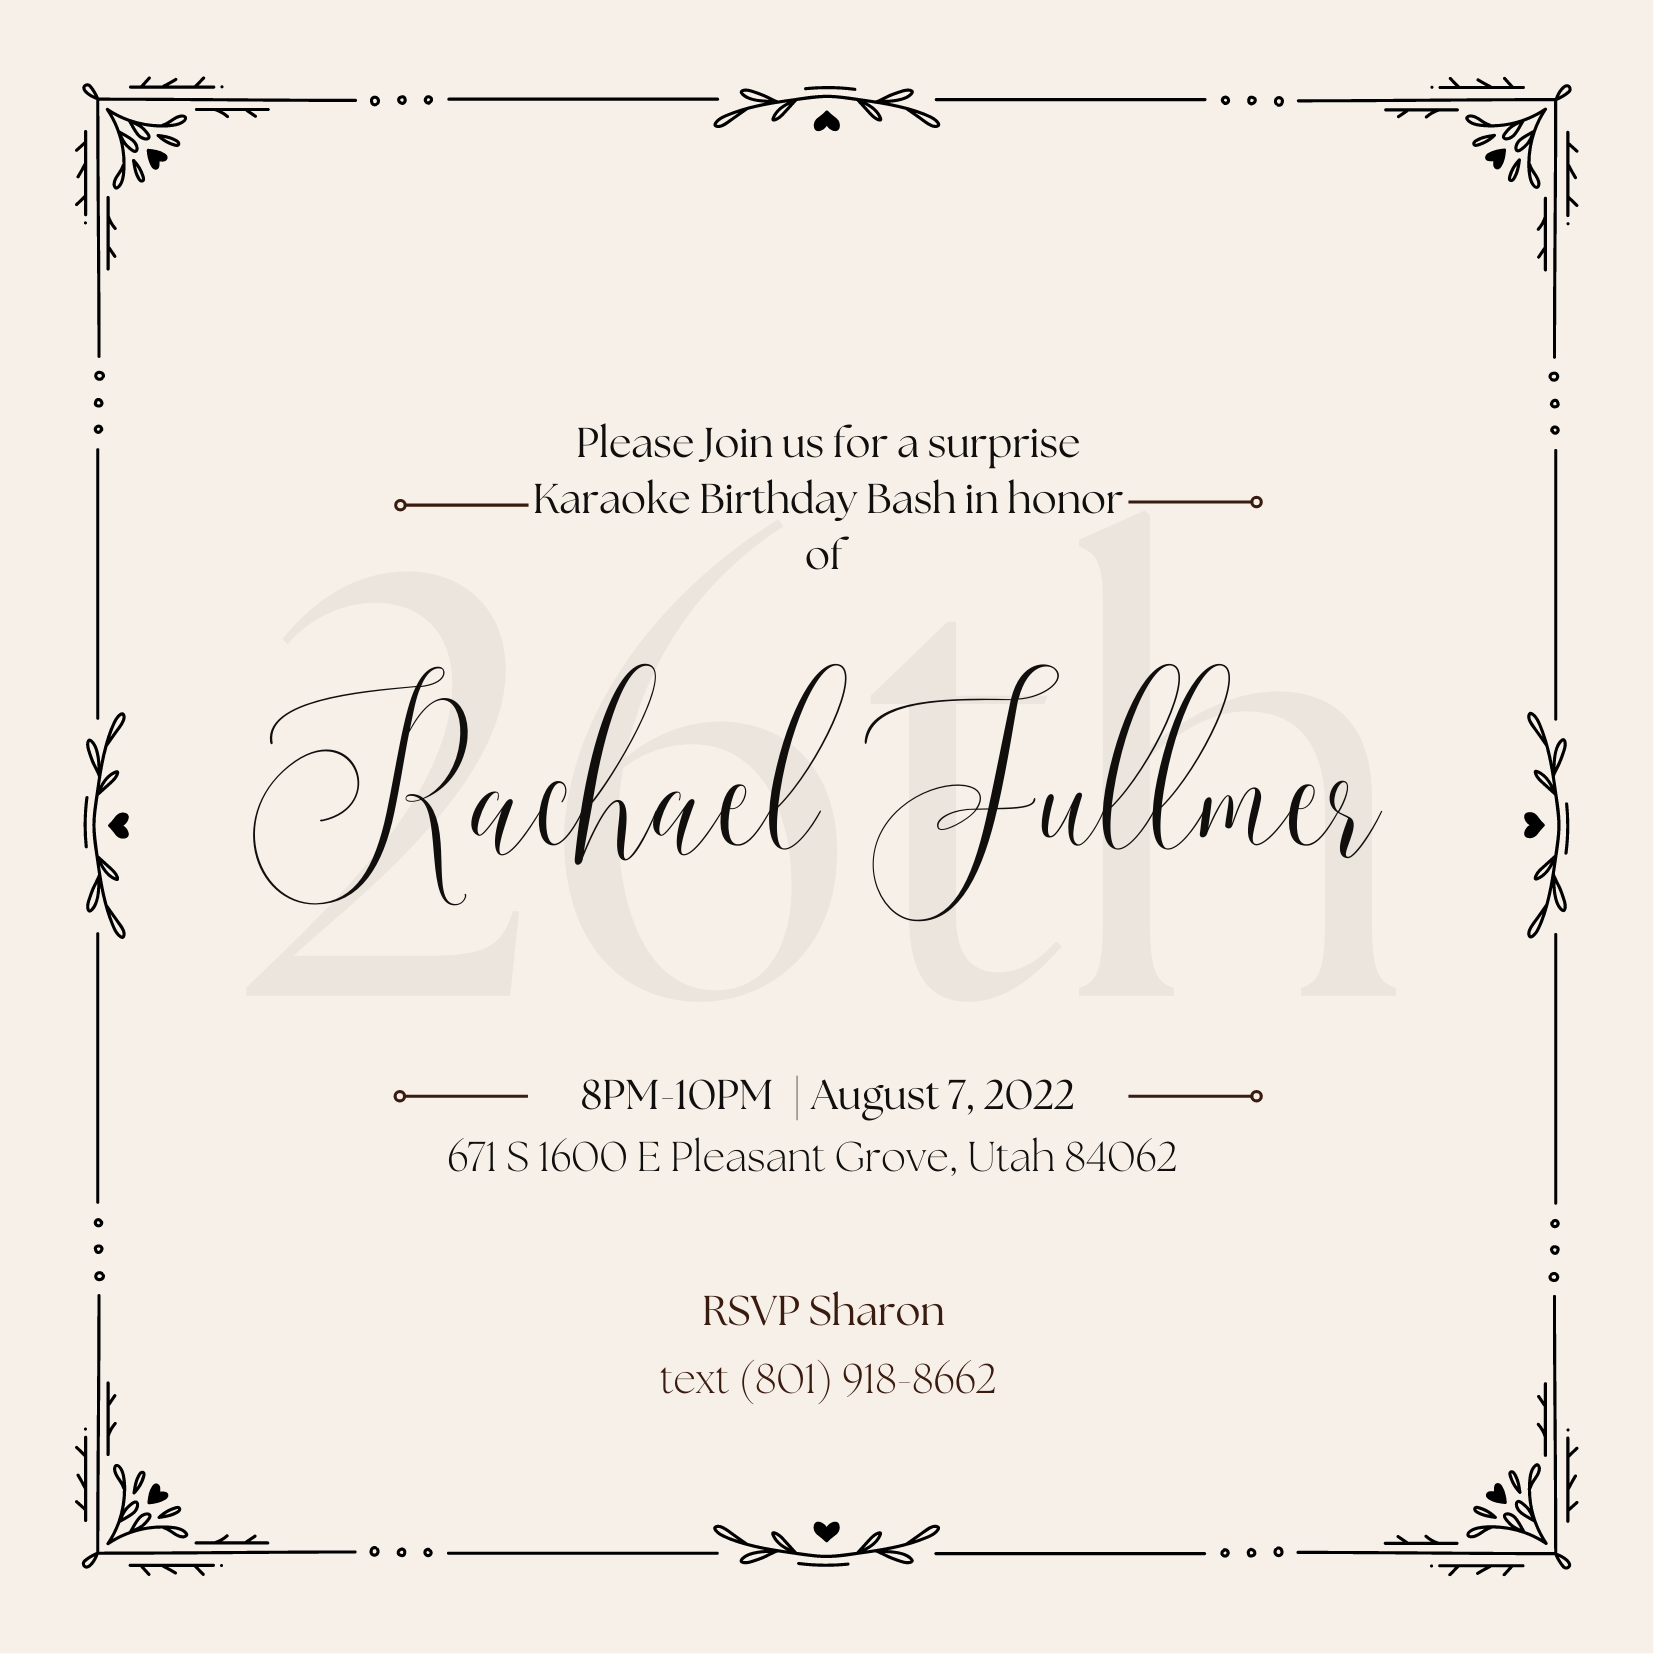 Please Join us for a surprise
Karaoke Birthday Bash in honor
of
26th
Rachael Fullmer
8PM-10PM | August 7, 2022
671 S 1600 E Pleasant Grove, Utah 84062
RSVP Sharon
text (801) 918-8662